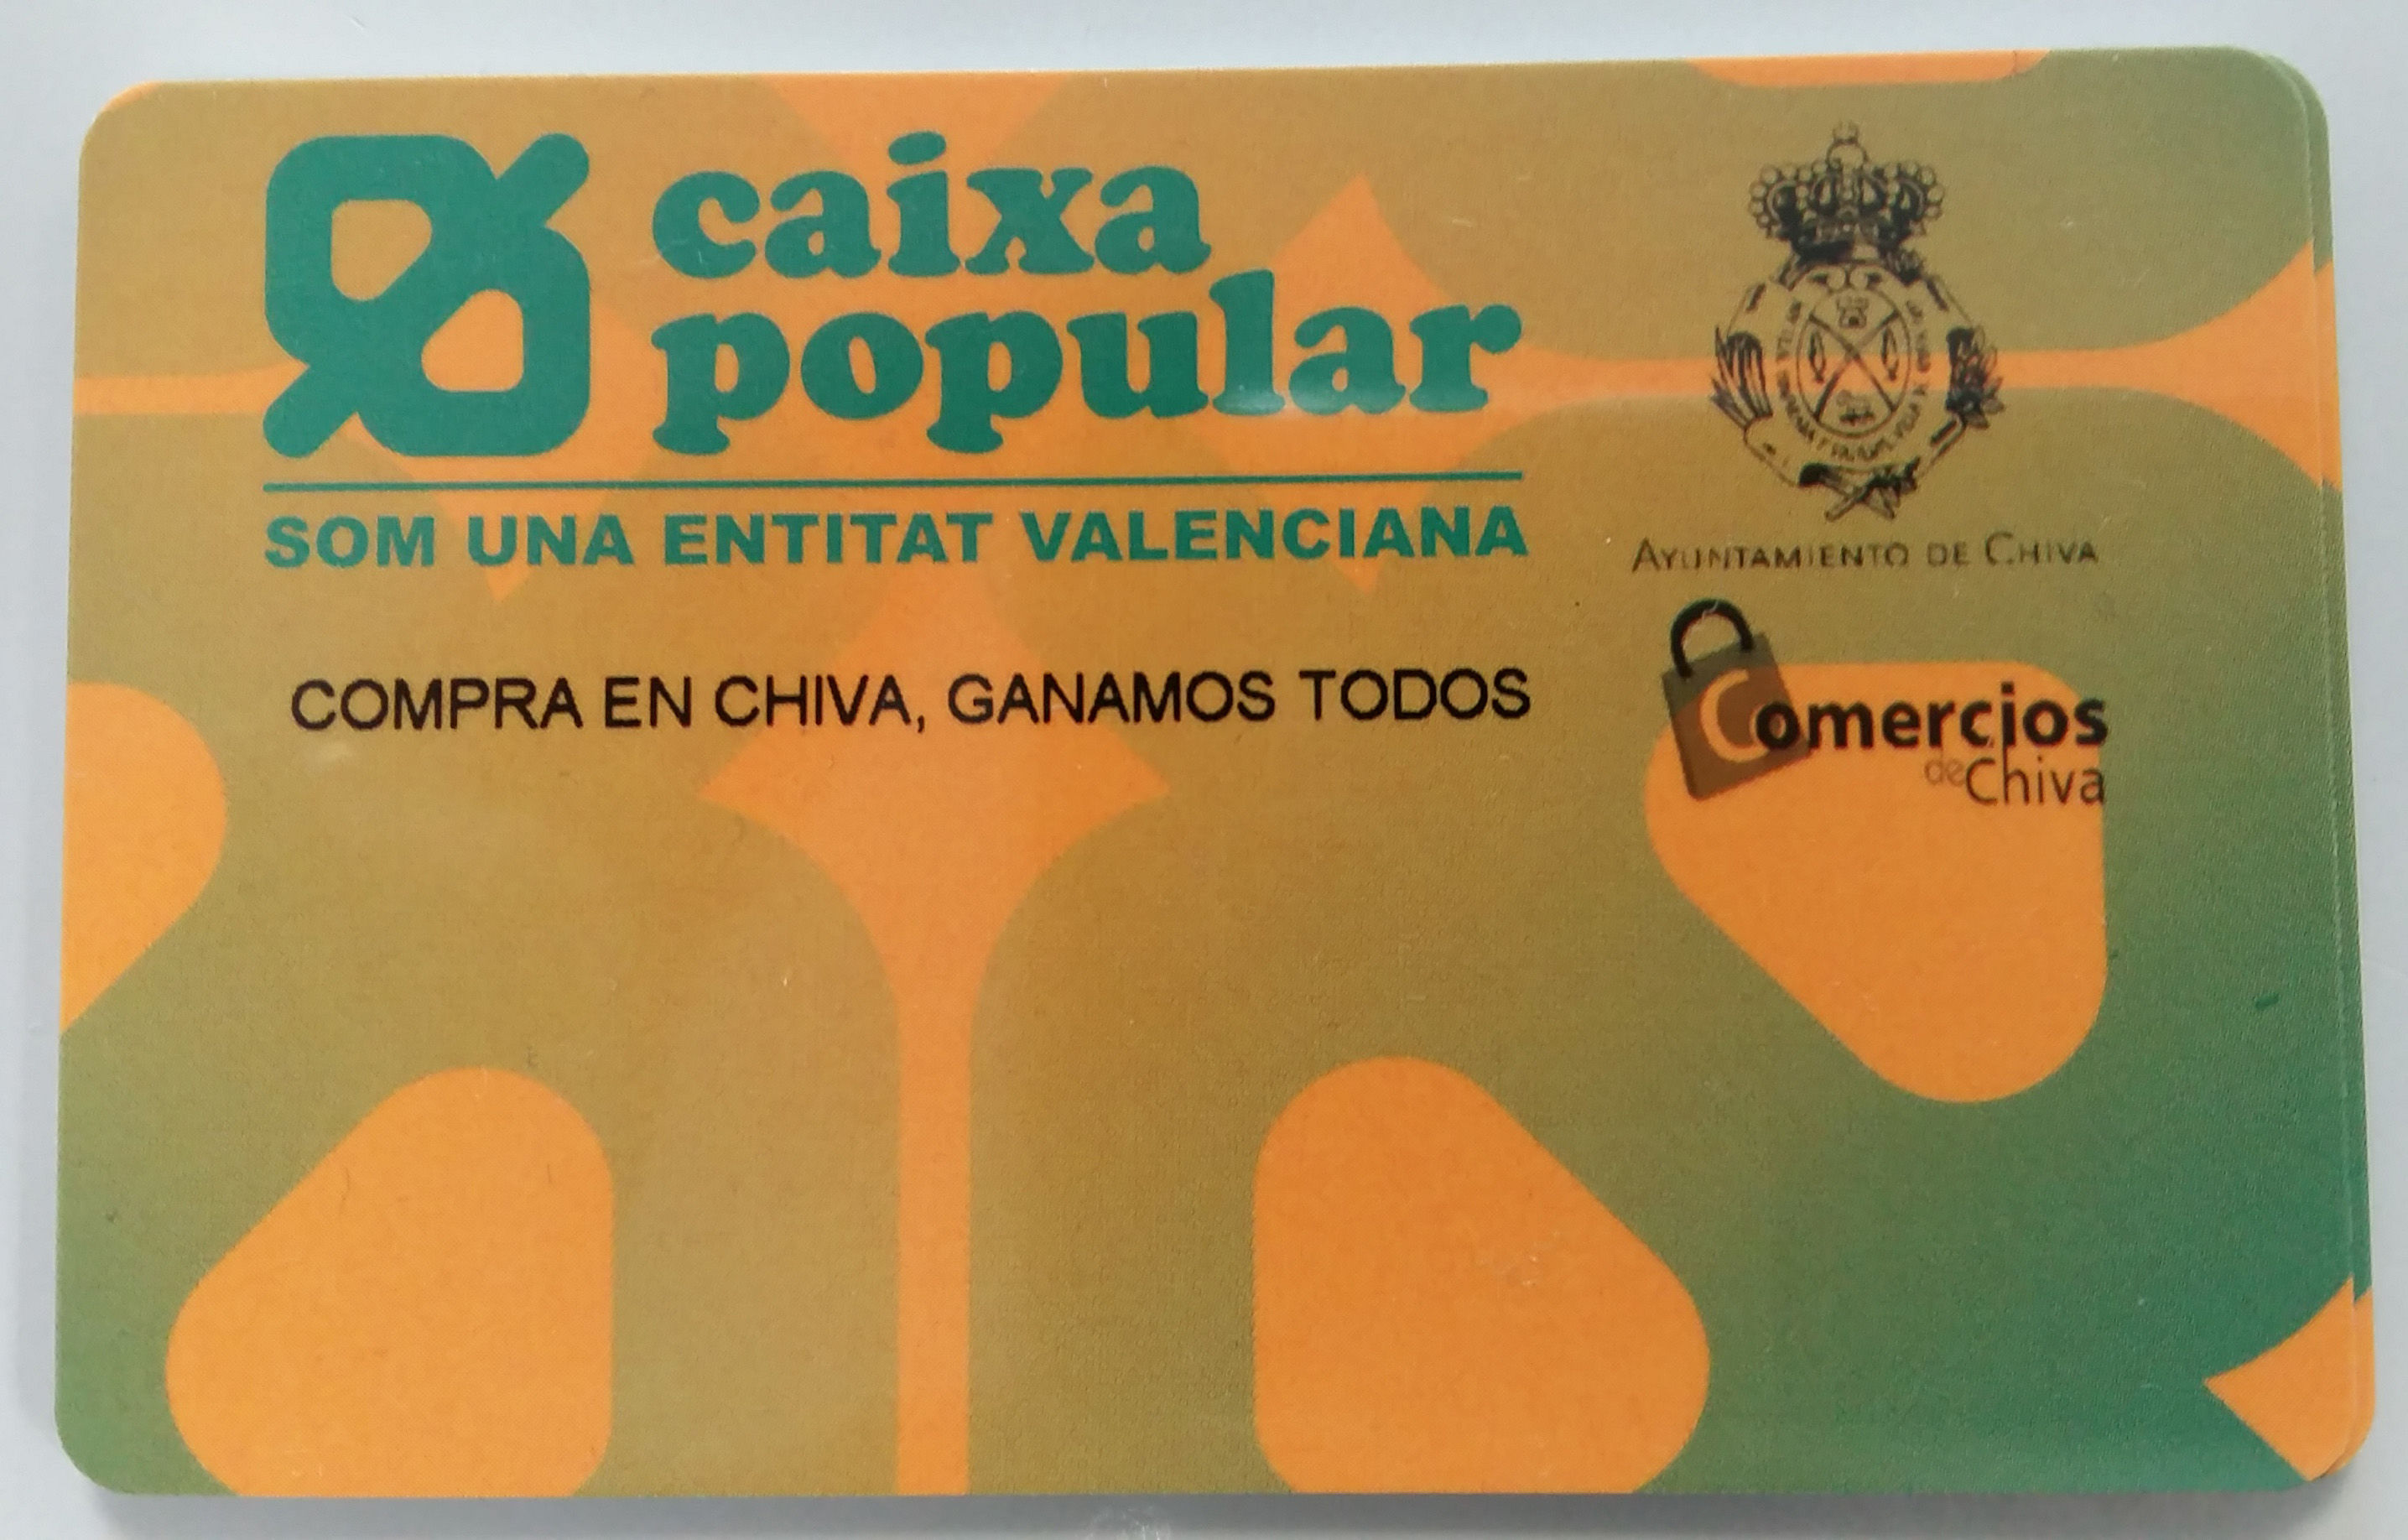 caixa
popular
SOM UNA ENTITAT VALENCIANA
COMPRA EN CHIVA, GANAMOS TODOS
AYUNTAMIENTO DE CHIVA
Comercios
de Chiva